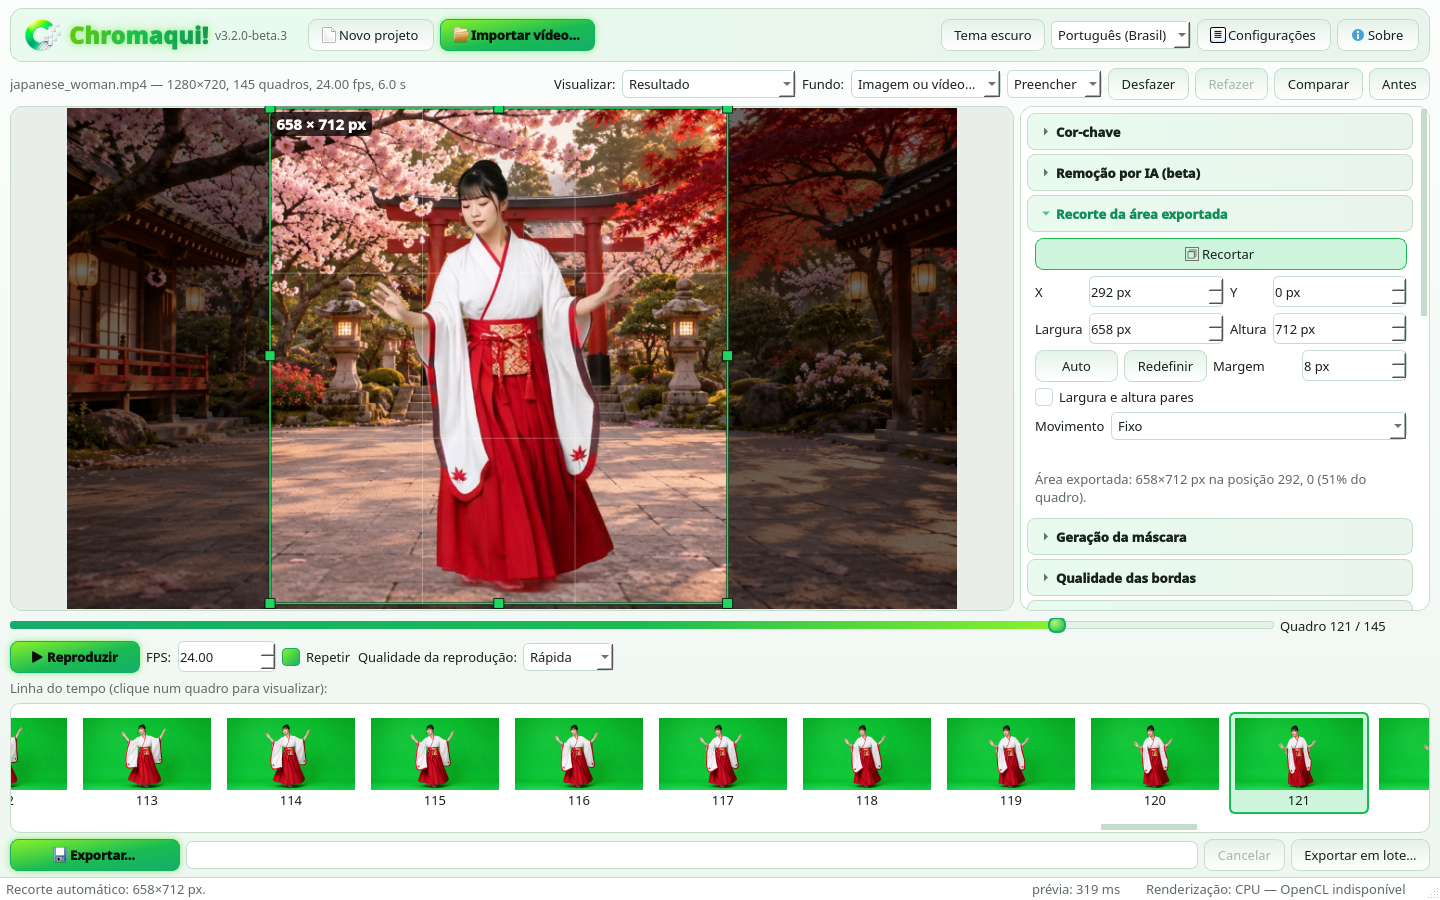 Chromaqui! v3.2.0-beta.3 Novo projeto Importar vídeo... Tema escuro Português (Brasil) Configurações Sobre
japanese_woman.mp4 — 1280×720, 145 quadros, 24.00 fps, 6.0 s Visualizar: Resultado Fundo: Imagem ou vídeo... Preencher Desfazer Refazer Comparar Antes
658 × 712 px
Cor-chave
Remoção por IA (beta)
Recorte da área exportada
Recortar
X 292 px Y 0 px
Largura 658 px Altura 712 px
Auto Redefinir Margem 8 px
Largura e altura pares
Movimento Fixo
Área exportada: 658×712 px na posição 292, 0 (51% do
quadro).
Geração da máscara
Qualidade das bordas
Quadro 121 / 145
Reproduzir FPS: 24.00 Repetir Qualidade da reprodução: Rápida
Linha do tempo (clique num quadro para visualizar):
2 113 114 115 116 117 118 119 120 121
Exportar... Cancelar Exportar em lote...
Recorte automático: 658×712 px. prévia: 319 ms Renderização: CPU — OpenCL indisponível